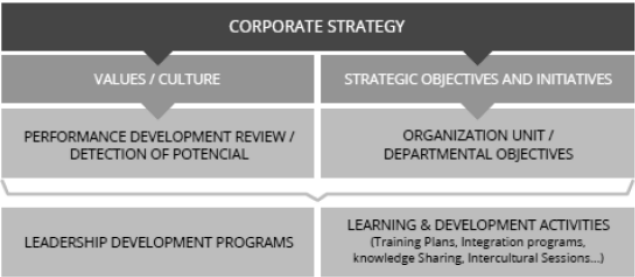 CORPORATE STRATEGY
VALUES / CULTURE
STRATEGIC OBJECTIVES AND INITIATIVES
PERFORMANCE DEVELOPMENT REVIEW /
DETECTION OF POTENCIAL
ORGANIZATION UNIT /
DEPARTMENTAL OBJECTIVES
LEADERSHIP DEVELOPMENT PROGRAMS
LEARNING & DEVELOPMENT ACTIVITIES
(Training Plans, Integration programs,
knowledge Sharing, Intercultural Sessions...)